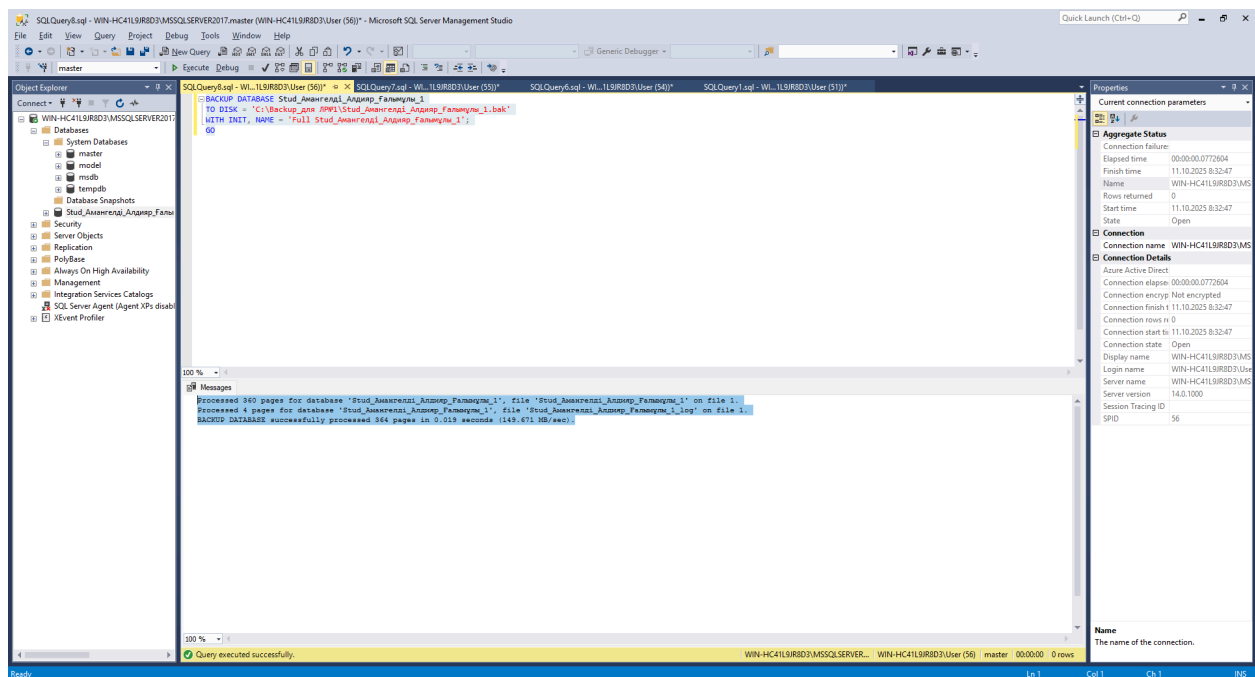 SQLQuery8.sql - WIN-HC41L9JR8D3\MSSQLSERVER2017.master (WIN-HC41L9JR8D3\User (56))* - Microsoft SQL Server Management Studio
Quick Launch (Ctrl+Q)
File Edit View Query Project Debug Tools Window Help
New Query
Generic Debugger
master
Execute Debug
Object Explorer
SQLQuery8.sql - WI...1L9JR8D3\User (56))*
SQLQuery7.sql - WI...1L9JR8D3\User (55))*
SQLQuery6.sql - WI...1L9JR8D3\User (54))*
SQLQuery1.sql - WI...1L9JR8D3\User (51))*
Properties
Connect
WIN-HC41L9JR8D3\MSSQLSERVER2017
Databases
System Databases
master
model
msdb
tempdb
Database Snapshots
Stud_Амангелді_Алдияр_Ғалы
Security
Server Objects
Replication
PolyBase
Always On High Availability
Management
Integration Services Catalogs
SQL Server Agent (Agent XPs disabl
XEvent Profiler
BACKUP DATABASE Stud_Амангелді_Алдияр_Ғалымұлы_1
TO DISK = 'C:\Backup_для ЛР№1\Stud_Амангелді_Алдияр_Ғалымұлы_1.bak'
WITH INIT, NAME = 'Full Stud_Амангелді_Алдияр_Ғалымұлы_1';
GO
100 %
Messages
Processed 360 pages for database 'Stud_Амангелді_Алдияр_Ғалымұлы_1', file 'Stud_Амангелді_Алдияр_Ғалымұлы_1' on file 1.
Processed 4 pages for database 'Stud_Амангелді_Алдияр_Ғалымұлы_1', file 'Stud_Амангелді_Алдияр_Ғалымұлы_1_log' on file 1.
BACKUP DATABASE successfully processed 364 pages in 0.019 seconds (149.671 MB/sec).
100 %
Query executed successfully.
WIN-HC41L9JR8D3\MSSQLSERVER... WIN-HC41L9JR8D3\User (56) master 00:00:00 0 rows
Current connection parameters
Aggregate Status
Connection failure:
Elapsed time 00:00:00.0772604
Finish time 11.10.2025 8:32:47
Name WIN-HC41L9JR8D3\MS
Rows returned 0
Start time 11.10.2025 8:32:47
State Open
Connection
Connection name WIN-HC41L9JR8D3\MS
Connection Details
Azure Active Direct
Connection elapse 00:00:00.0772604
Connection encryp Not encrypted
Connection finish t 11.10.2025 8:32:47
Connection rows re 0
Connection start tir 11.10.2025 8:32:47
Connection state Open
Display name WIN-HC41L9JR8D3\MS
Login name WIN-HC41L9JR8D3\Use
Server name WIN-HC41L9JR8D3\MS
Server version 14.0.1000
Session Tracing ID
SPID 56
Name
The name of the connection.
Ready
Ln 1 Col 1 Ch 1 INS